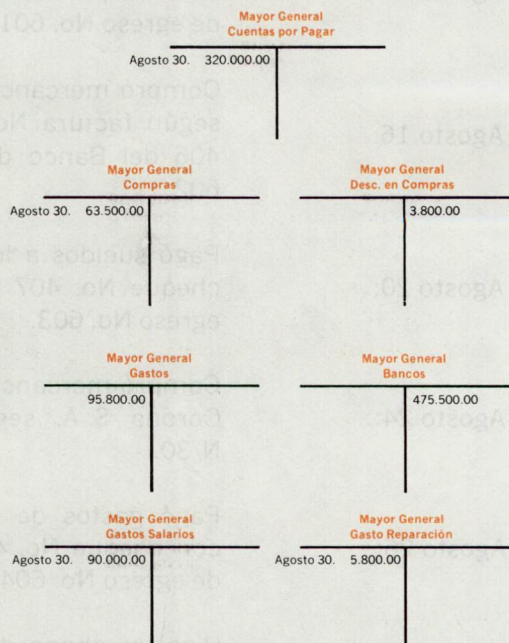 Mayor General
Cuentas por Pagar
Agosto 30. 320.000.00
Mayor General
Compras
Agosto 30. 63.500.00
Mayor General
Desc. en Compras
3.800.00
Mayor General
Gastos
95.800.00
Mayor General
Bancos
475.500.00
Mayor General
Gastos Salarios
Agosto 30. 90.000.00
Mayor General
Gasto Reparación
Agosto 30. 5.800.00